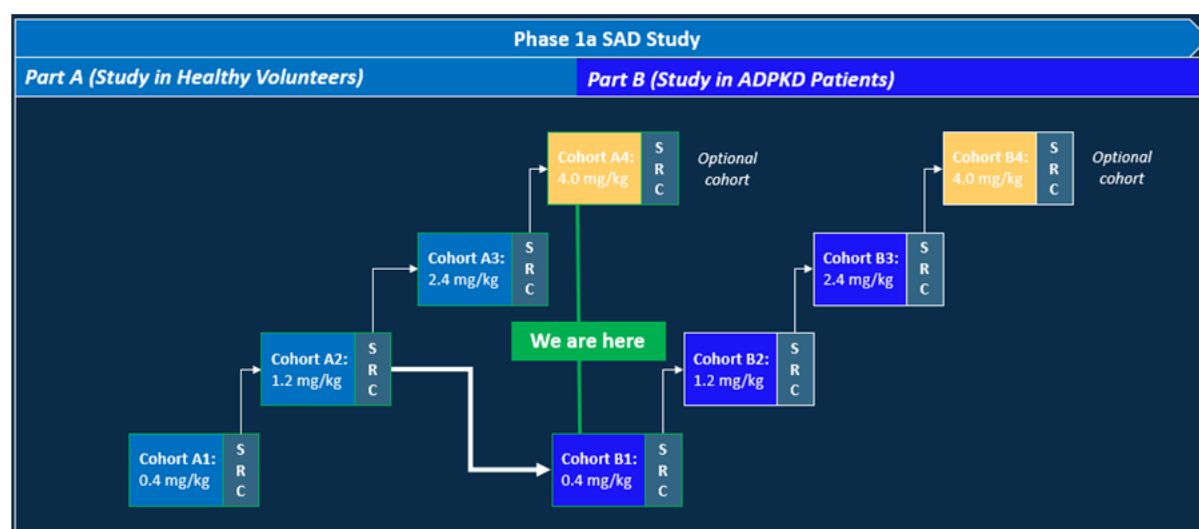 Phase 1a SAD Study
Part A (Study in Healthy Volunteers)
Part B (Study in ADPKD Patients)
Cohort A4:
4.0 mg/kg
S
R
C
Optional
cohort
Cohort B4:
4.0 mg/kg
S
R
C
Optional
cohort
Cohort A3:
2.4 mg/kg
S
R
C
Cohort B3:
2.4 mg/kg
S
R
C
We are here
Cohort A2:
1.2 mg/kg
S
R
C
Cohort B2:
1.2 mg/kg
S
R
C
Cohort A1:
0.4 mg/kg
S
R
C
Cohort B1:
0.4 mg/kg
S
R
C